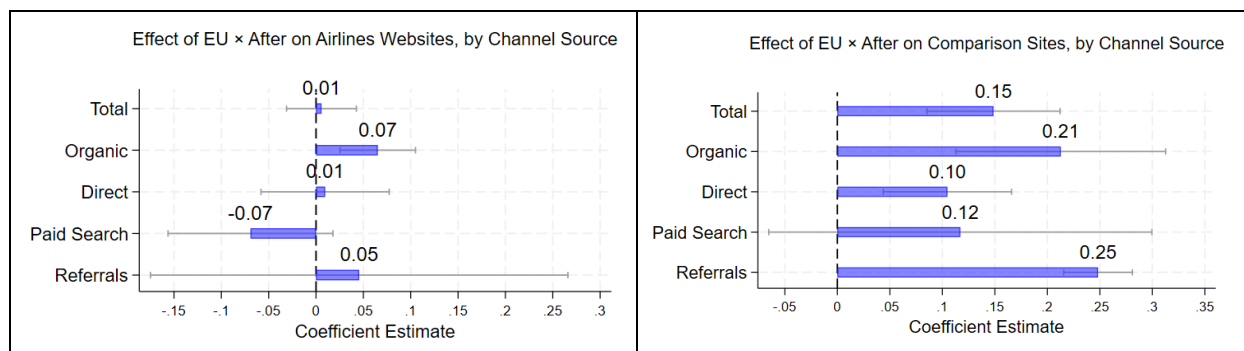 Effect of EU × After on Airlines Websites, by Channel Source
Total
0.01
Organic
0.07
Direct
0.01
Paid Search
-0.07
Referrals
0.05
-.15 -.1 -.05 0 .05 .1 .15 .2 .25 .3
Coefficient Estimate
Effect of EU × After on Comparison Sites, by Channel Source
Total
0.15
Organic
0.21
Direct
0.10
Paid Search
0.12
Referrals
0.25
-.05 0 .05 .1 .15 .2 .25 .3 .35
Coefficient Estimate